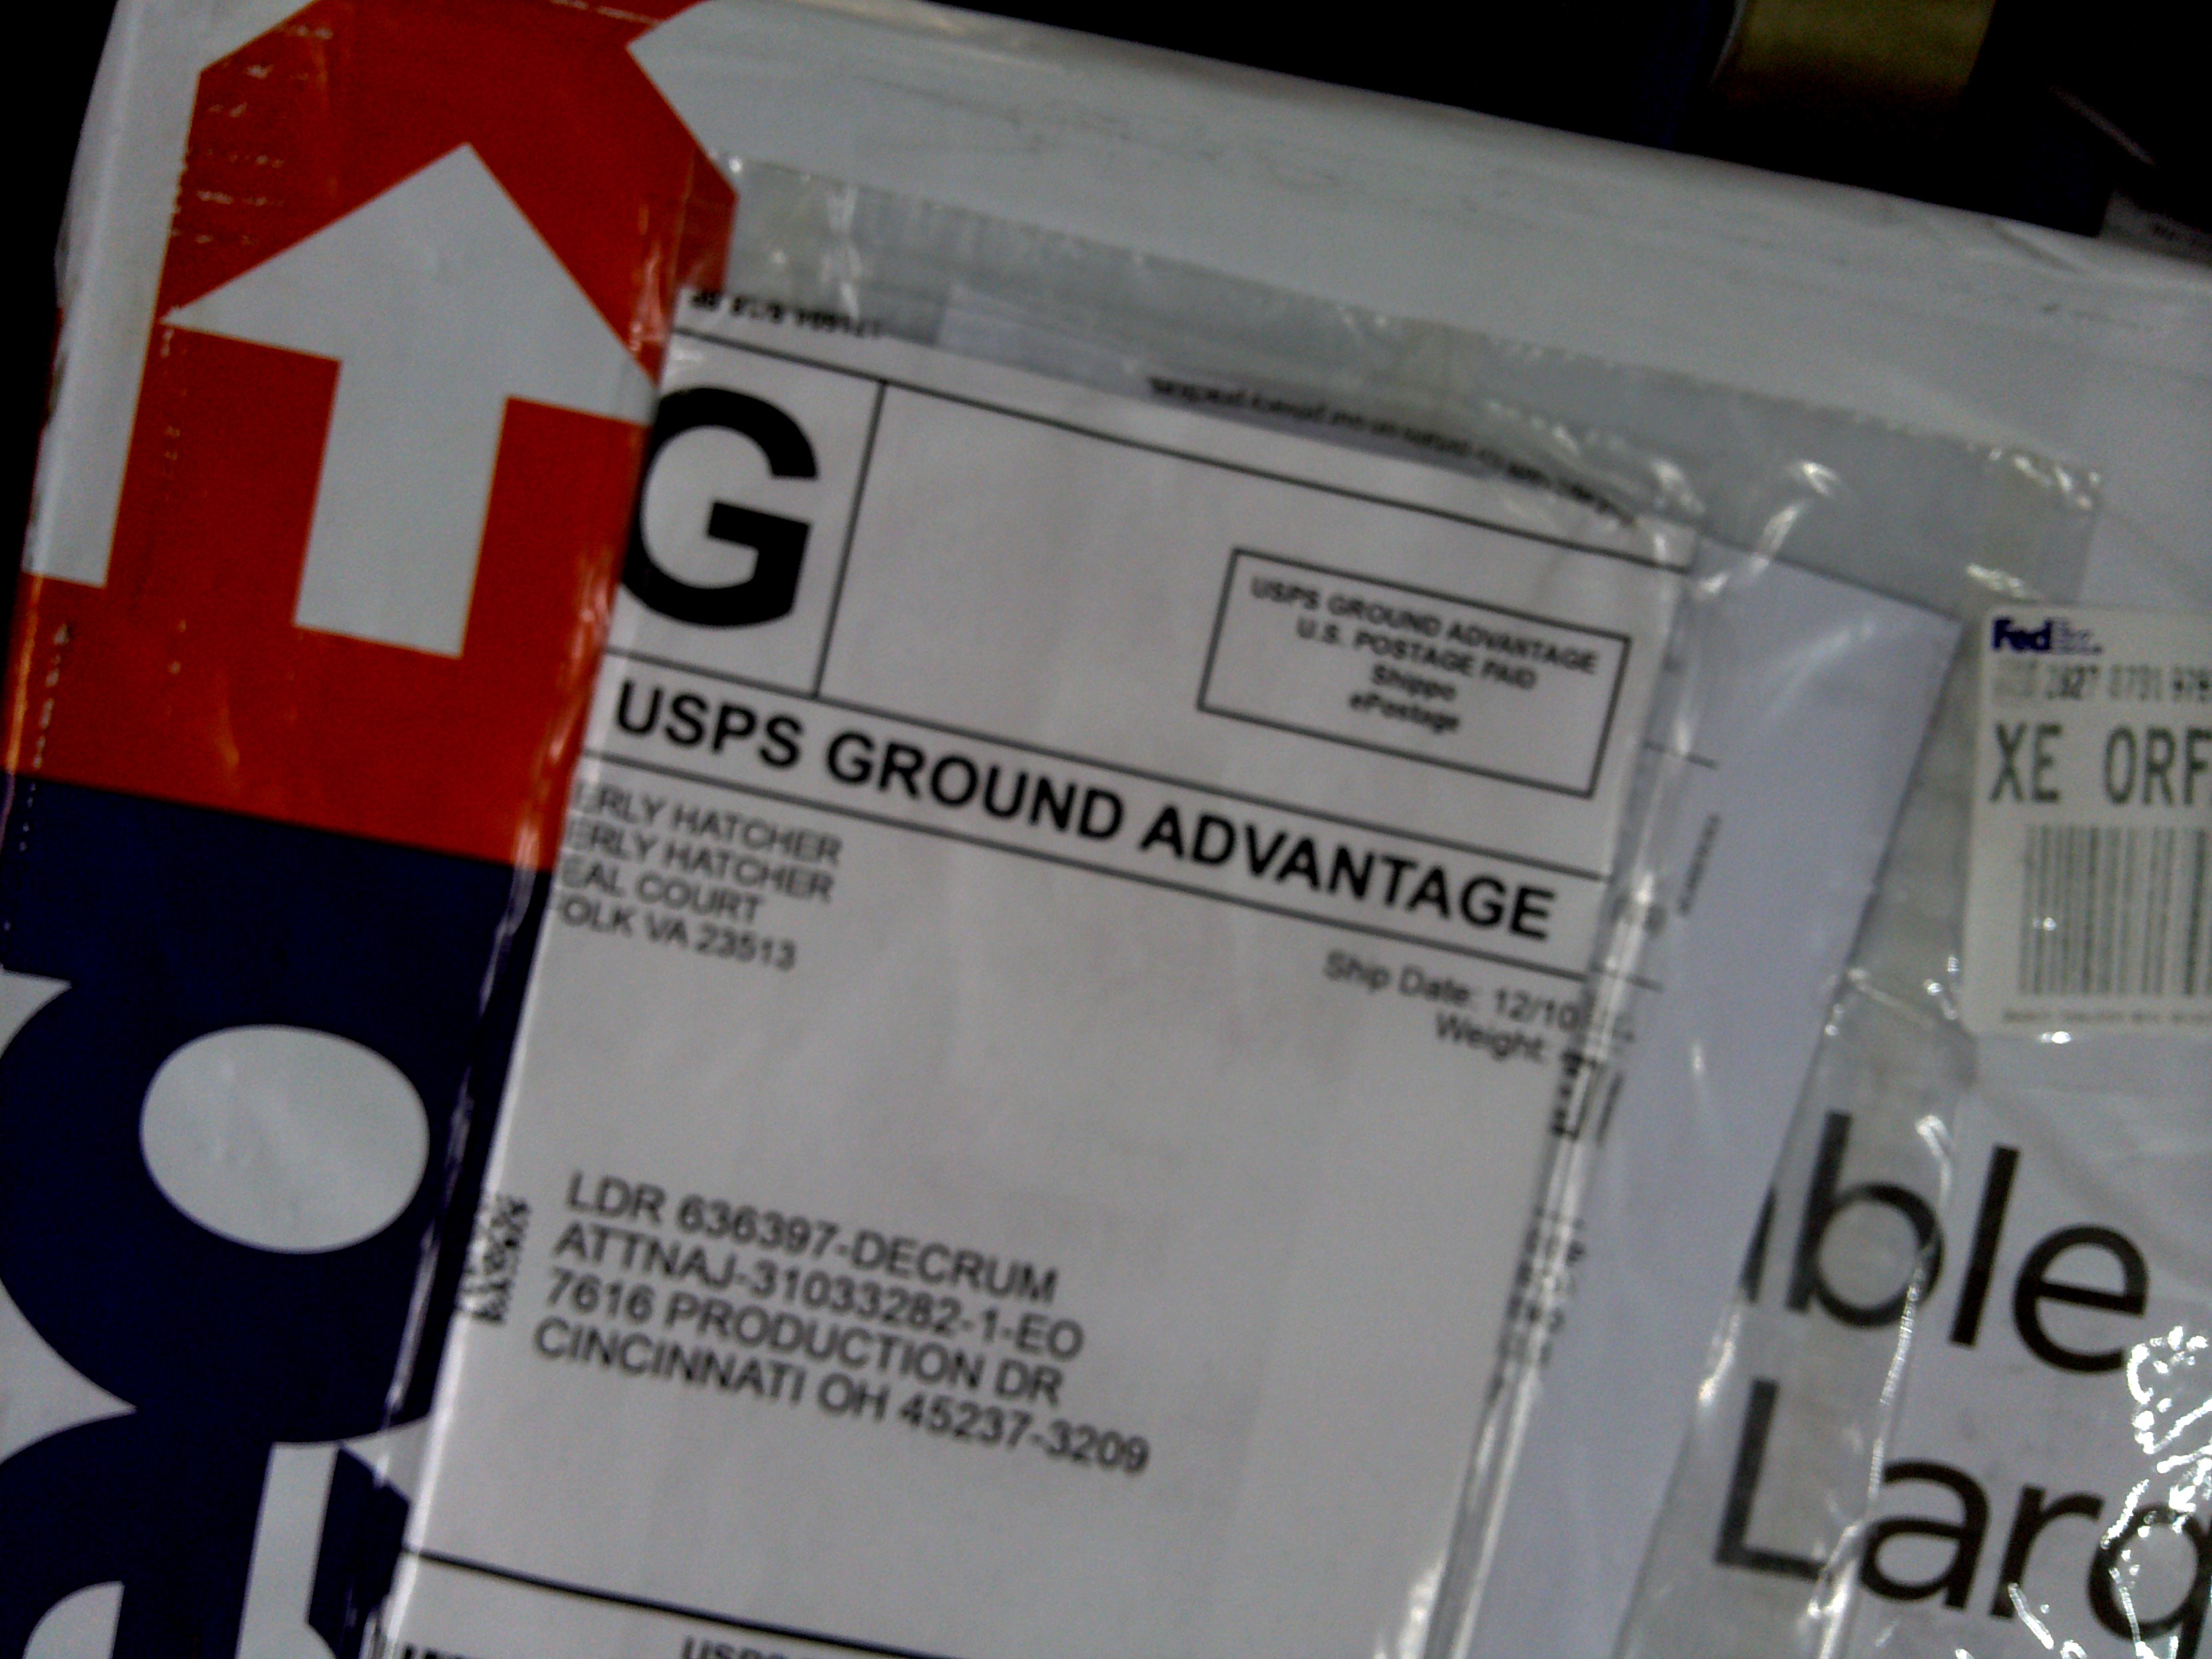 G
USPS GROUND ADVANTAGE
U.S. POSTAGE PAID
Shippo
ePostage
USPS GROUND ADVANTAGE
ERLY HATCHER
ERLY HATCHER
EAL COURT
OLK VA 23513
Ship Date: 12/10
Weight:
LDR 636397-DECRUM
ATTNAJ-31033282-1-EO
7616 PRODUCTION DR
CINCINNATI OH 45237-3209
Fed
XE ORF
ble
Larg